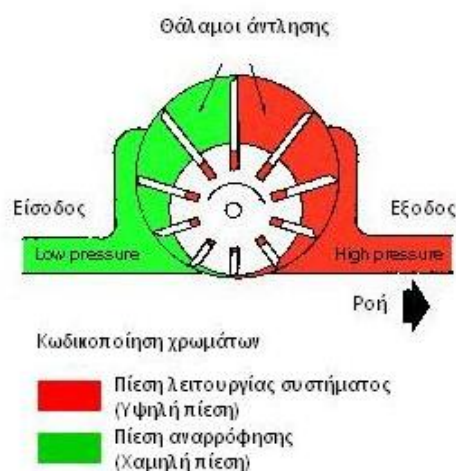 Θάλαμοι άντλησης
Είσοδος
Εξοδος
Low pressure
High pressure
Ροή
Κωδικοποίηση χρωμάτων
Πίεση λειτουργίας συστήματος
(Υψηλή πίεση)
Πίεση αναρρόφησης
(Χαμηλή πίεση)